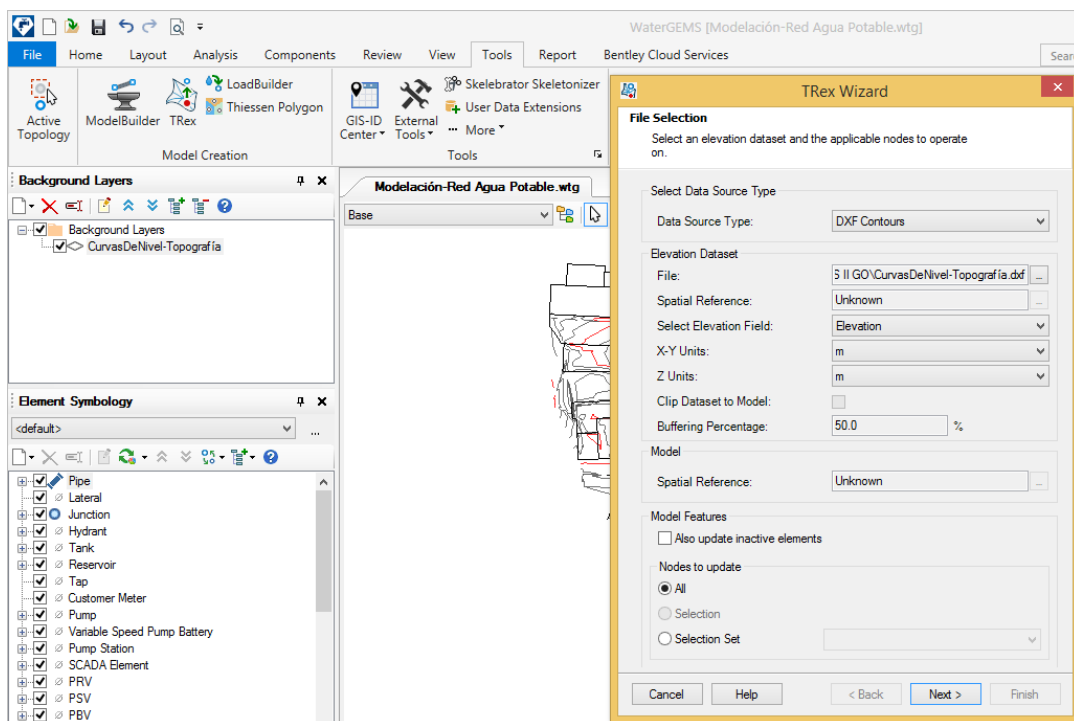 WaterGEMS [Modelación-Red Agua Potable.wtg]
File Home Layout Analysis Components Review View Tools Report Bentley Cloud Services Sear
Active Topology
ModelBuilder
TRex
LoadBuilder
Thiessen Polygon
Model Creation
GIS-ID Center
External Tools
Skelebrator Skeletonizer
User Data Extensions
More
Tools
Background Layers
Background Layers
CurvasDeNivel-Topografía
Element Symbology
<default>
...
Pipe
Lateral
Junction
Hydrant
Tank
Reservoir
Tap
Customer Meter
Pump
Variable Speed Pump Battery
Pump Station
SCADA Element
PRV
PSV
PBV
Modelación-Red Agua Potable.wtg
Base
TRex Wizard
File Selection
Select an elevation dataset and the applicable nodes to operate
on.
Select Data Source Type
Data Source Type: DXF Contours
Elevation Dataset
File: S II GO\CurvasDeNivel-Topografía.dxf ...
Spatial Reference: Unknown ...
Select Elevation Field: Elevation
X-Y Units: m
Z Units: m
Clip Dataset to Model:
Buffering Percentage: 50.0 %
Model
Spatial Reference: Unknown ...
Model Features
Also update inactive elements
Nodes to update
All
Selection
Selection Set
Cancel Help < Back Next > Finish